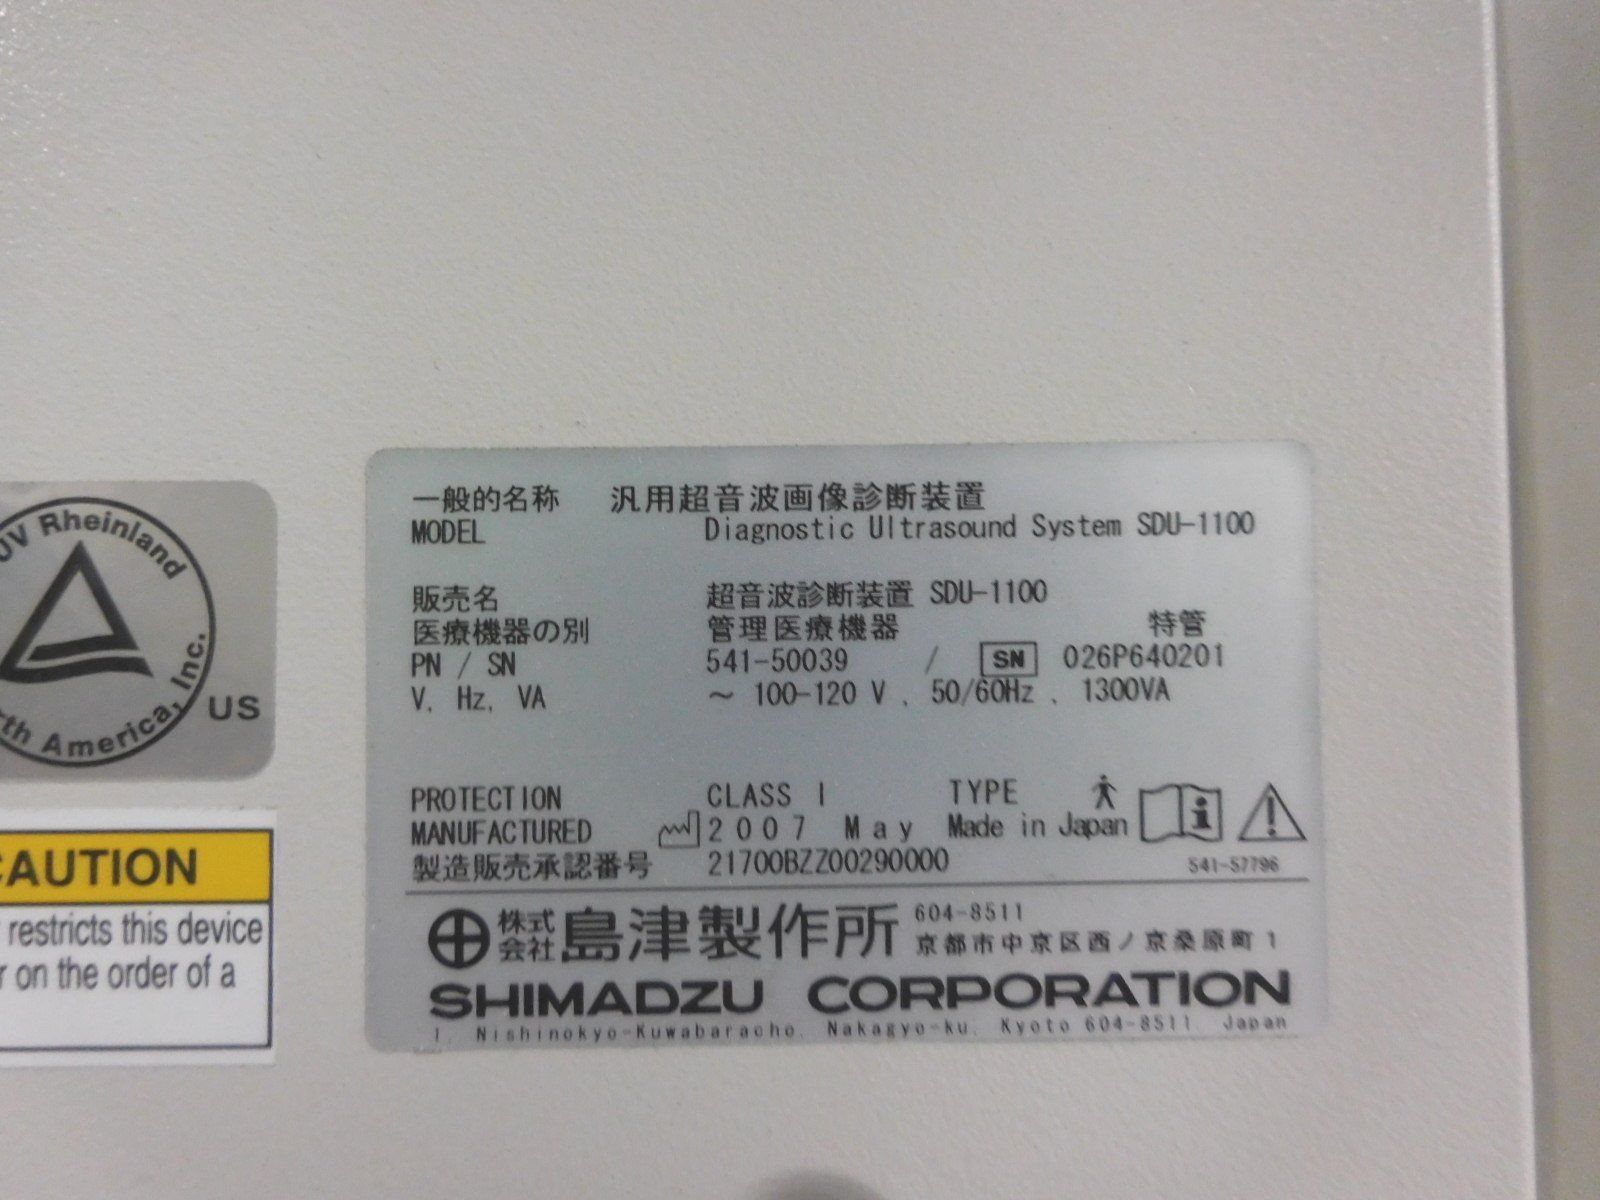 一般的名称 汎用超音波画像診断装置
MODEL Diagnostic Ultrasound System SDU-1100
販売名 超音波診断装置 SDU-1100
医療機器の別 管理医療機器 特管
PN / SN 541-50039 / SN 026P640201
V, Hz, VA ～ 100-120 V , 50/60Hz , 1300VA
PROTECTION CLASS I TYPE
MANUFACTURED 2007 May Made in Japan
製造販売承認番号 21700BZZ00290000 541-57796
株式会社 島津製作所 604-8511
京都市中京区西ノ京桑原町1
SHIMADZU CORPORATION
1, Nishinokyo-Kuwabaracho, Nakagyo-ku, Kyoto 604-8511 Japan
UV Rheinland
rth America, Inc.
US
CAUTION
restricts this device
r on the order of a